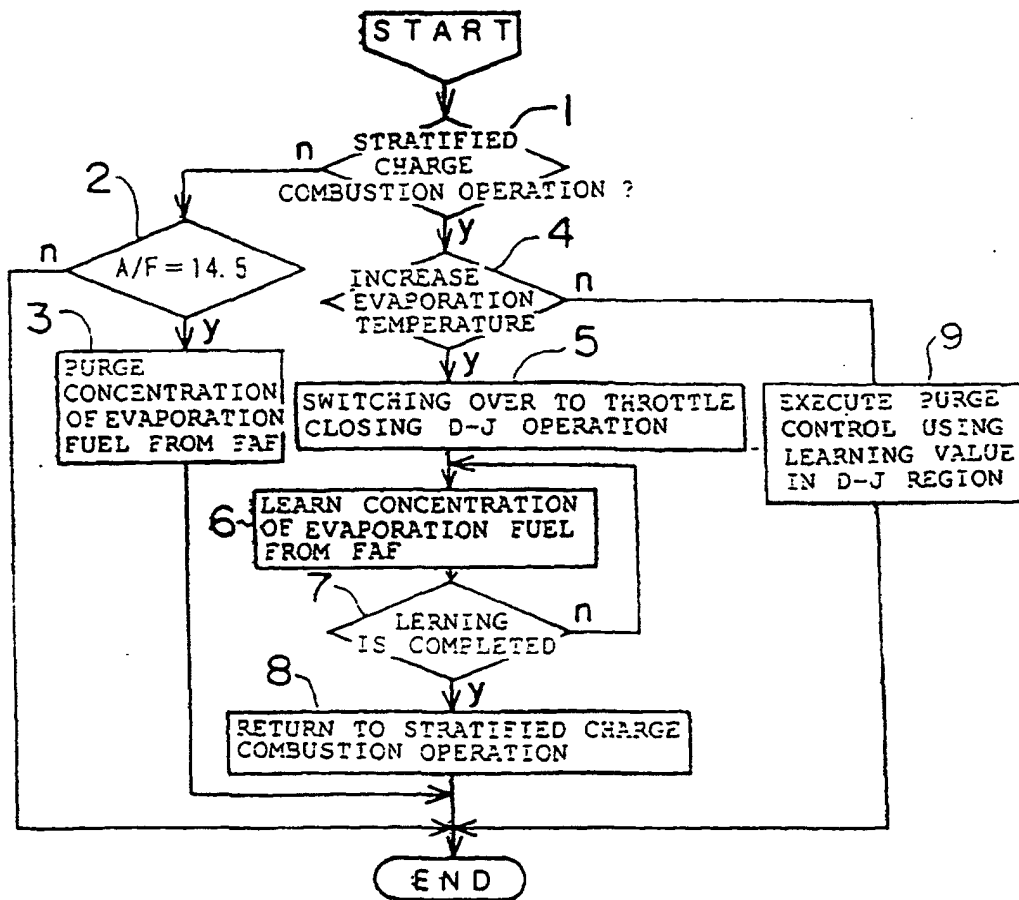 START
1
STRATIFIED
CHARGE
COMBUSTION OPERATION ?
n
y
2
n
A/F = 14.5
y
4
INCREASE
EVAPORATION
TEMPERATURE
n
y
3
PURGE
CONCENTRATION
OF EVAPORATION
FUEL FROM FAF
5
SWITCHING OVER TO THROTTLE
CLOSING D-J OPERATION
9
EXECUTE PURGE
CONTROL USING
LEARNING VALUE
IN D-J REGION
6
LEARN CONCENTRATION
OF EVAPORATION FUEL
FROM FAF
7
LERNING
IS COMPLETED
n
y
8
RETURN TO STRATIFIED CHARGE
COMBUSTION OPERATION
END